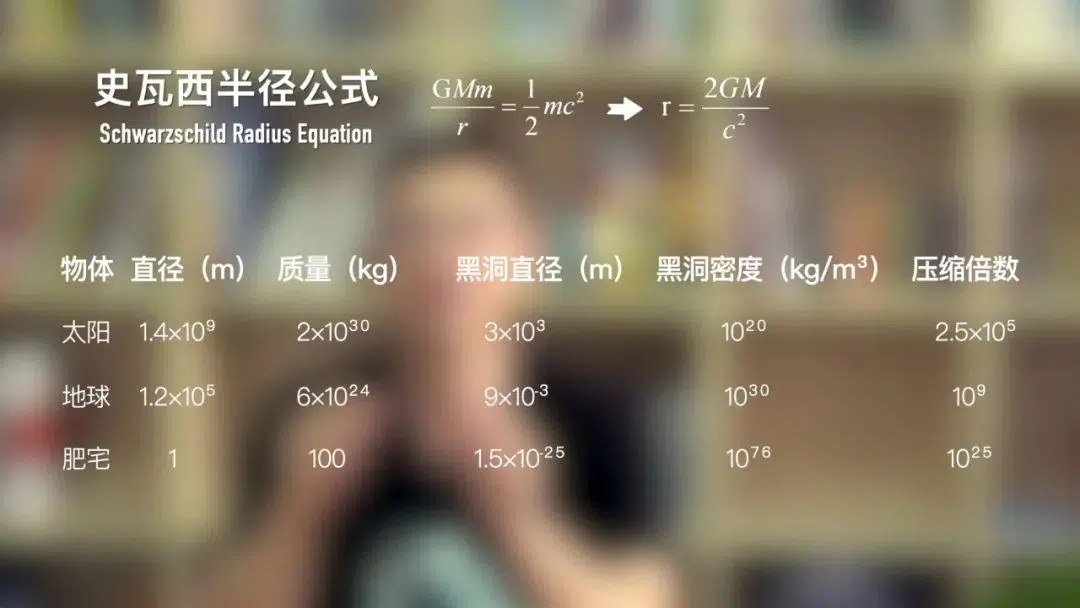 史瓦西半径公式
Schwarzschild Radius Equation
GMm/r = 1/2 mc² ➡ r = 2GM/c²
物体 直径（m） 质量（kg） 黑洞直径（m） 黑洞密度（kg/m³） 压缩倍数
太阳 1.4×10⁹ 2×10³⁰ 3×10³ 10²⁰ 2.5×10⁵
地球 1.2×10⁵ 6×10²⁴ 9×10⁻³ 10³⁰ 10⁹
肥宅 1 100 1.5×10⁻²⁵ 10⁷⁶ 10²⁵